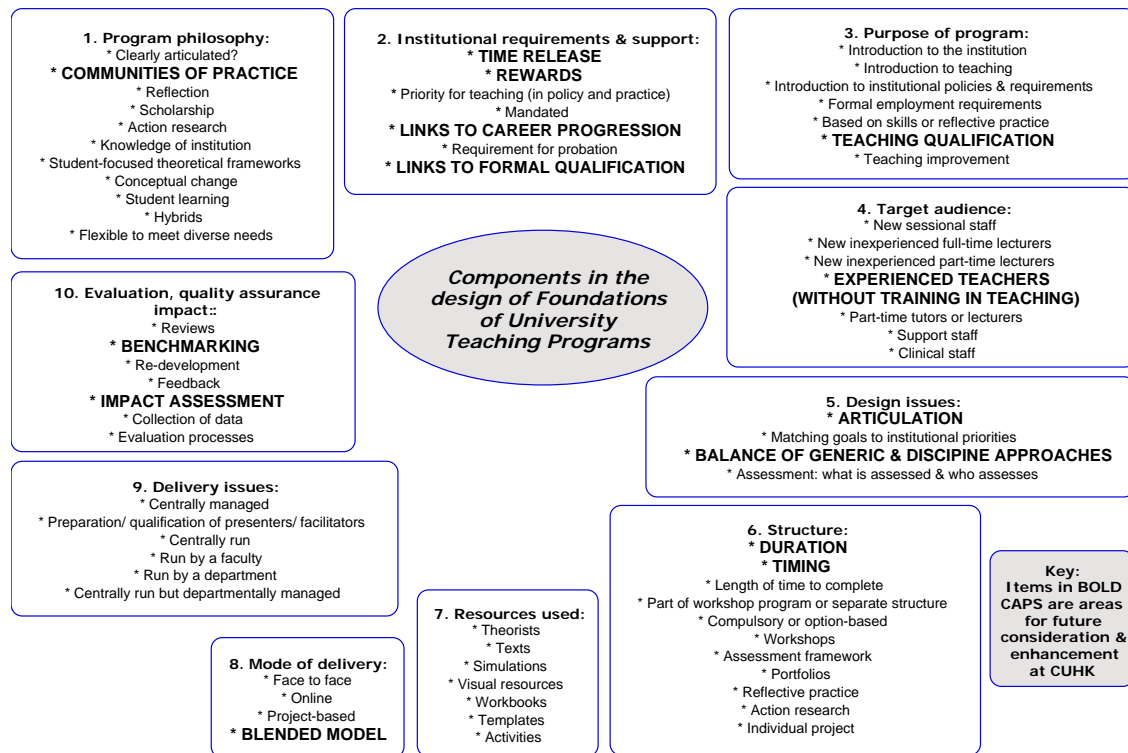 1. Program philosophy:
* Clearly articulated?
* COMMUNITIES OF PRACTICE
* Reflection
* Scholarship
* Action research
* Knowledge of institution
* Student-focused theoretical frameworks
* Conceptual change
* Student learning
* Hybrids
* Flexible to meet diverse needs
2. Institutional requirements & support:
* TIME RELEASE
* REWARDS
* Priority for teaching (in policy and practice)
* Mandated
* LINKS TO CAREER PROGRESSION
* Requirement for probation
* LINKS TO FORMAL QUALIFICATION
3. Purpose of program:
* Introduction to the institution
* Introduction to teaching
* Introduction to institutional policies & requirements
* Formal employment requirements
* Based on skills or reflective practice
* TEACHING QUALIFICATION
* Teaching improvement
4. Target audience:
* New sessional staff
* New inexperienced full-time lecturers
* New inexperienced part-time lecturers
* EXPERIENCED TEACHERS
(WITHOUT TRAINING IN TEACHING)
* Part-time tutors or lecturers
* Support staff
* Clinical staff
Components in the
design of Foundations
of University
Teaching Programs
10. Evaluation, quality assurance
impact::
* Reviews
* BENCHMARKING
* Re-development
* Feedback
* IMPACT ASSESSMENT
* Collection of data
* Evaluation processes
5. Design issues:
* ARTICULATION
* Matching goals to institutional priorities
* BALANCE OF GENERIC & DISCIPINE APPROACHES
* Assessment: what is assessed & who assesses
9. Delivery issues:
* Centrally managed
* Preparation/ qualification of presenters/ facilitators
* Centrally run
* Run by a faculty
* Run by a department
* Centrally run but departmentally managed
6. Structure:
* DURATION
* TIMING
* Length of time to complete
* Part of workshop program or separate structure
* Compulsory or option-based
* Workshops
* Assessment framework
* Portfolios
* Reflective practice
* Action research
* Individual project
Key:
Items in BOLD
CAPS are areas
for future
consideration &
enhancement
at CUHK
7. Resources used:
* Theorists
* Texts
* Simulations
* Visual resources
* Workbooks
* Templates
* Activities
8. Mode of delivery:
* Face to face
* Online
* Project-based
* BLENDED MODEL